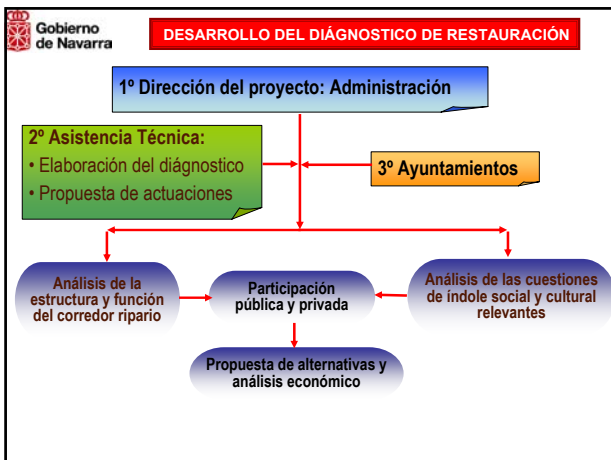 Gobierno
de Navarra
DESARROLLO DEL DIÁGNOSTICO DE RESTAURACIÓN
1º Dirección del proyecto: Administración
2º Asistencia Técnica:
• Elaboración del diágnostico
• Propuesta de actuaciones
3º Ayuntamientos
Análisis de la
estructura y función
del corredor ripario
Participación
pública y privada
Análisis de las cuestiones
de índole social y cultural
relevantes
Propuesta de alternativas y
análisis económico